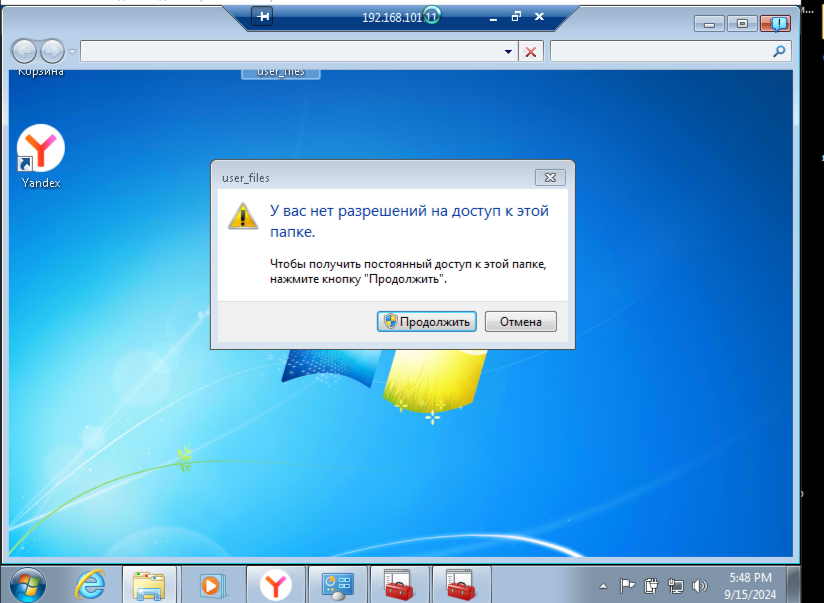 192.168.101.11
Корзина
user_files
Yandex
user_files
У вас нет разрешений на доступ к этой
папке.
Чтобы получить постоянный доступ к этой папке,
нажмите кнопку "Продолжить".
Продолжить
Отмена
5:48 PM
9/15/2024